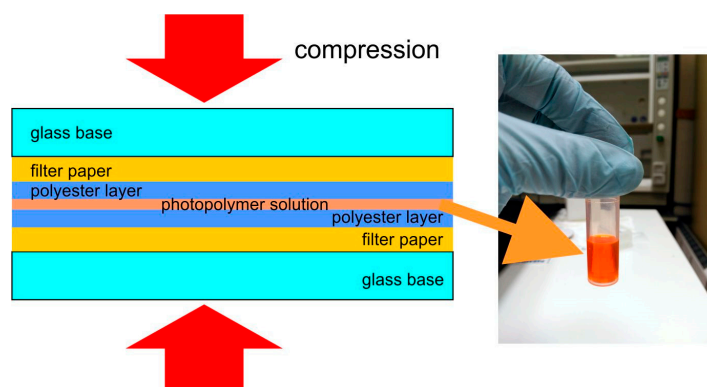 compression
glass base
filter paper
polyester layer
photopolymer solution
polyester layer
filter paper
glass base